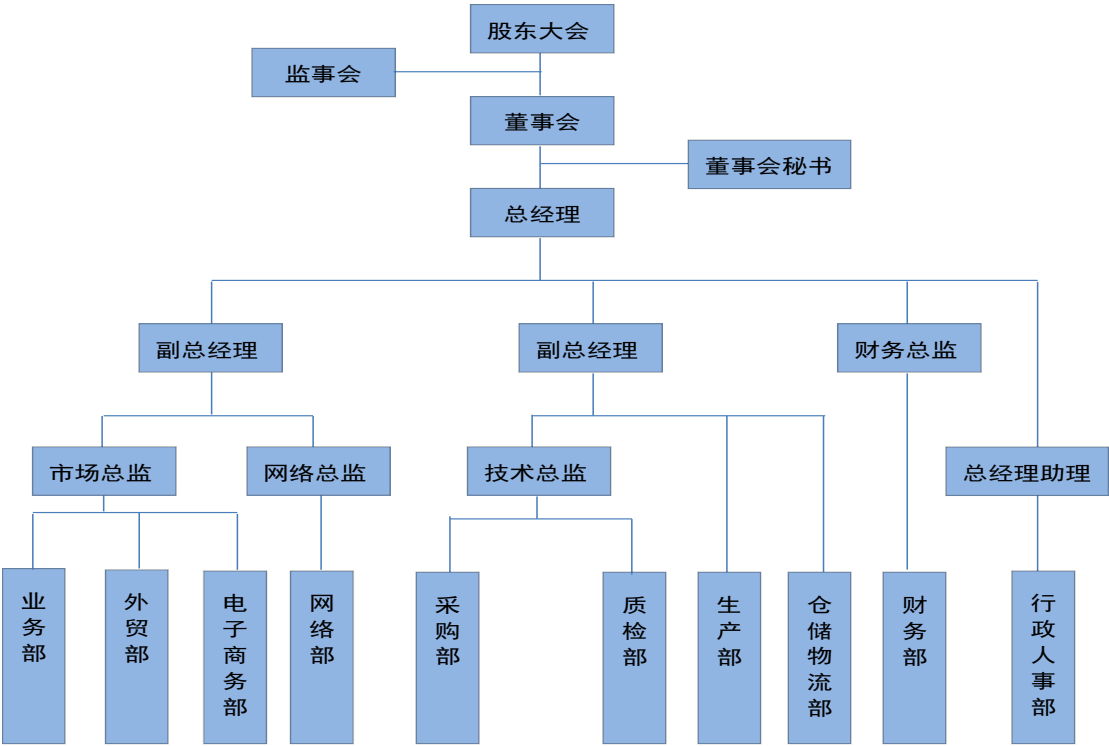 股东大会
监事会
董事会
董事会秘书
总经理
副总经理
副总经理
财务总监
市场总监
网络总监
技术总监
总经理助理
业务部
外贸部
电子商务部
网络部
采购部
质检部
生产部
仓储物流部
财务部
行政人事部